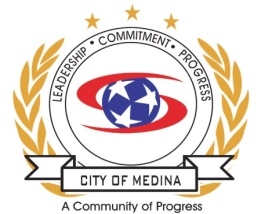 LEADERSHIP • COMMITMENT • PROGRESS
CITY OF MEDINA
A Community of Progress